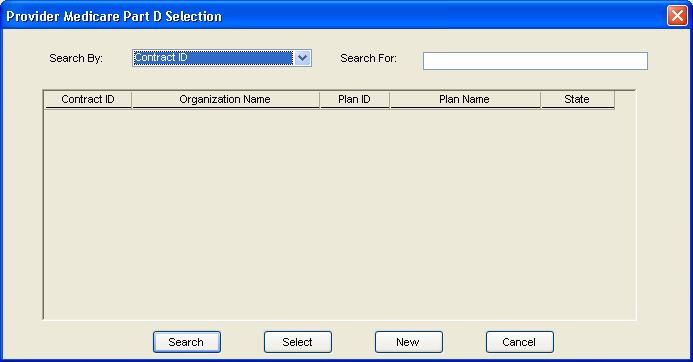 Provider Medicare Part D Selection
Search By: Contract ID Search For:
Contract ID Organization Name Plan ID Plan Name State
Search Select New Cancel